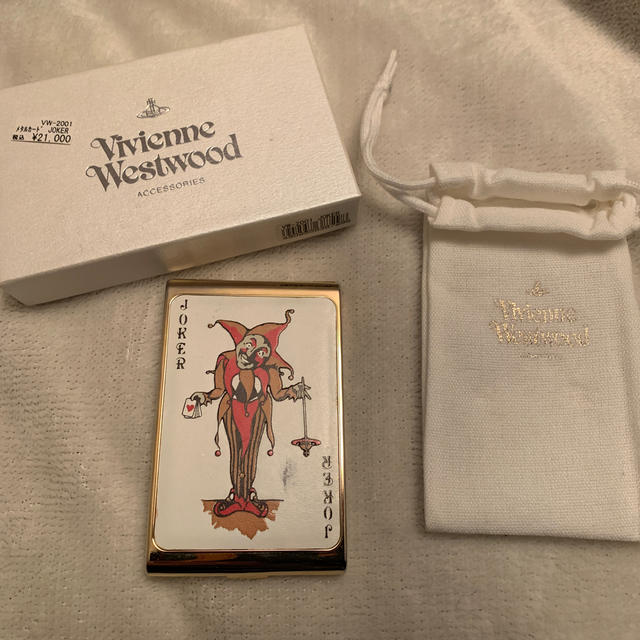 VW-2001
ﾒﾀﾙｶｰﾄﾞ JOKER
税込 ¥21,000
Vivienne
Westwood
ACCESSORIES
JOKER
JOKER
Vivienne
Westwood
ACCESSORIES